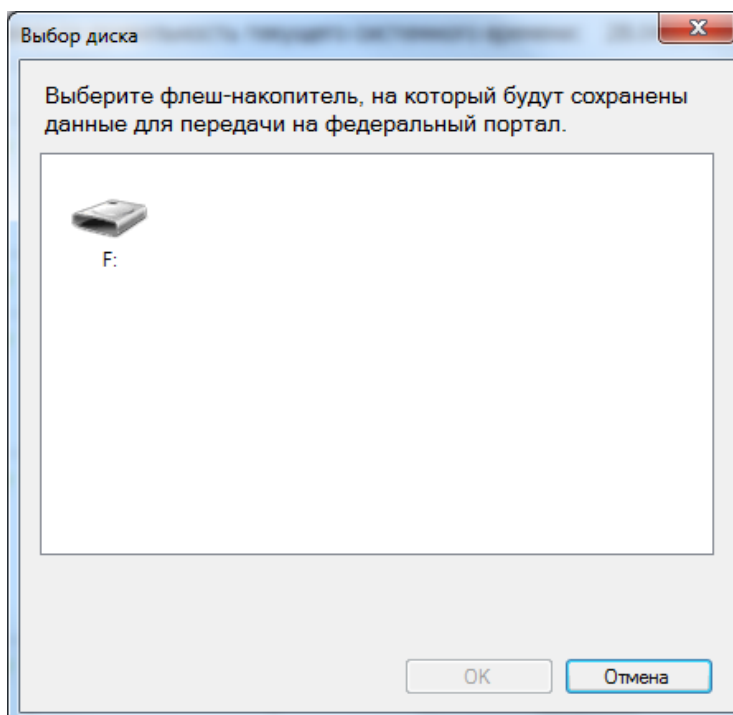 Выбор диска
Выберите флеш-накопитель, на который будут сохранены
данные для передачи на федеральный портал.
F:
OK
Отмена